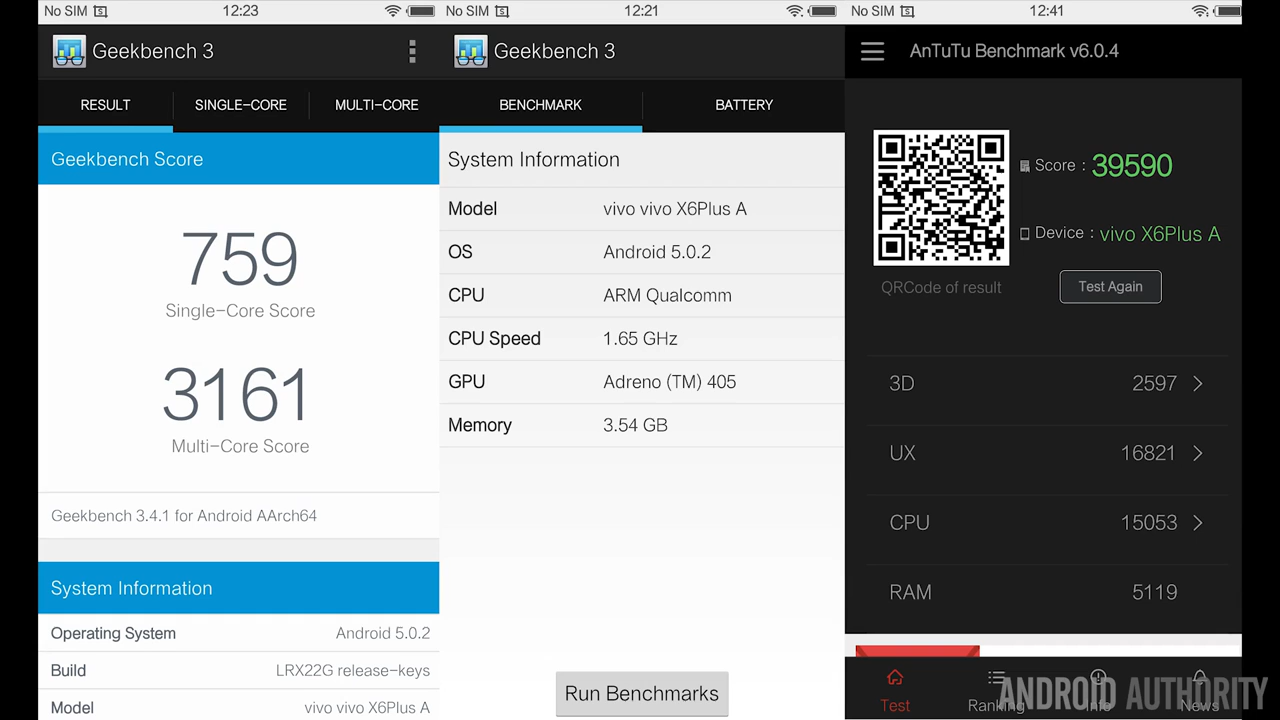 No SIM 12:23
Geekbench 3
RESULT SINGLE-CORE MULTI-CORE
Geekbench Score
759
Single-Core Score
3161
Multi-Core Score
Geekbench 3.4.1 for Android AArch64
System Information
Operating System Android 5.0.2
Build LRX22G release-keys
Model vivo vivo X6Plus A
No SIM 12:21
Geekbench 3
BENCHMARK BATTERY
System Information
Model vivo vivo X6Plus A
OS Android 5.0.2
CPU ARM Qualcomm
CPU Speed 1.65 GHz
GPU Adreno (TM) 405
Memory 3.54 GB
Run Benchmarks
No SIM 12:41
AnTuTu Benchmark v6.0.4
Score : 39590
Device : vivo X6Plus A
QRCode of result
Test Again
3D 2597
UX 16821
CPU 15053
RAM 5119
Test Ranking Info News
ANDROID AUTHORITY